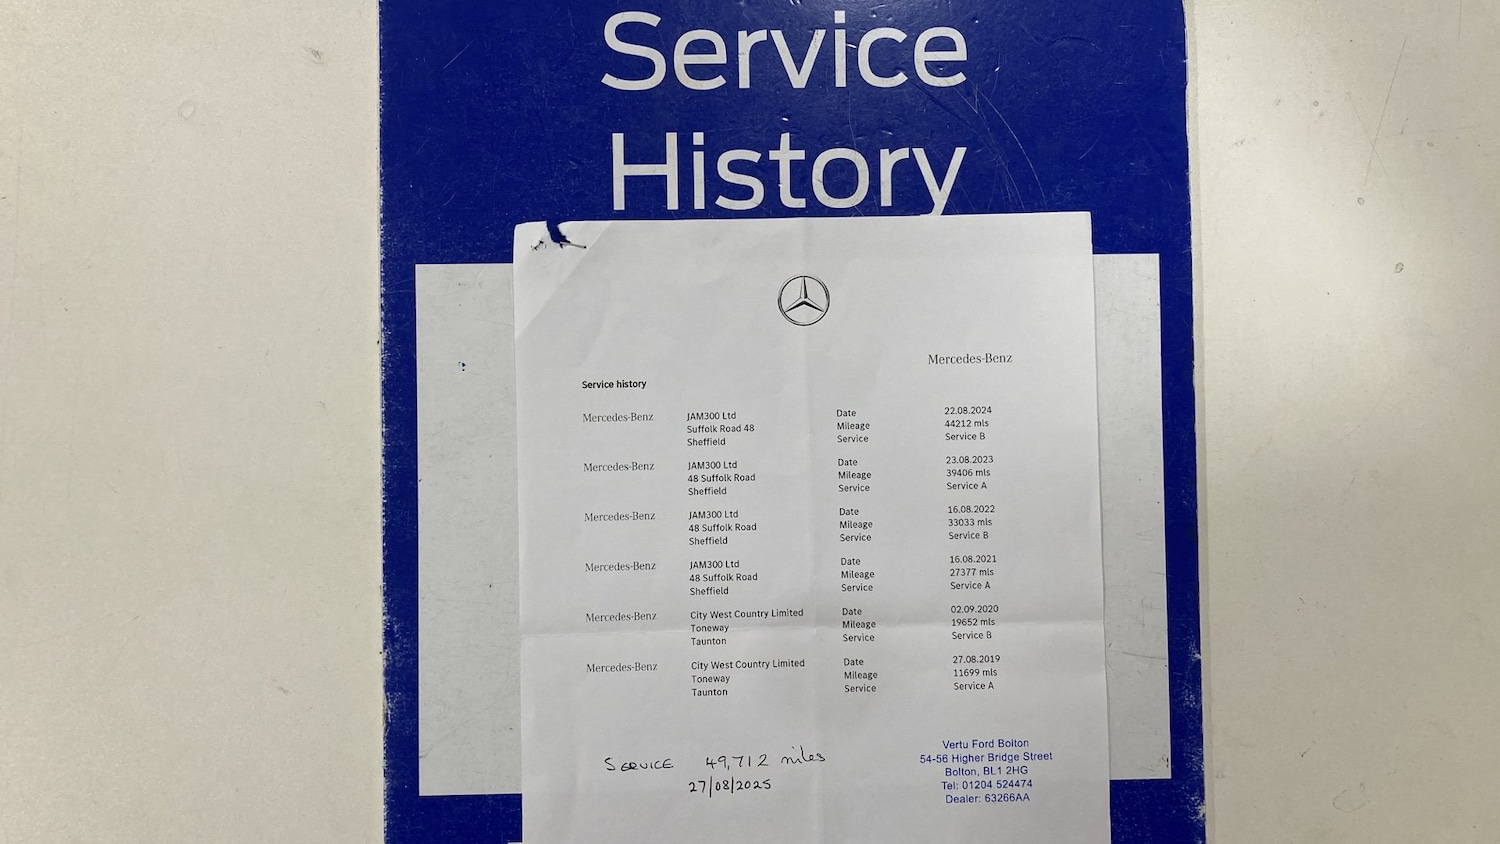 Service
History
Mercedes-Benz
Service history
Mercedes-Benz JAM300 Ltd Date 22.08.2024
Suffolk Road 48 Mileage 44212 mls
Sheffield Service Service B
Mercedes-Benz JAM300 Ltd Date 23.08.2023
48 Suffolk Road Mileage 39406 mls
Sheffield Service Service A
Mercedes-Benz JAM300 Ltd Date 16.08.2022
48 Suffolk Road Mileage 33033 mls
Sheffield Service Service B
Mercedes-Benz JAM300 Ltd Date 16.08.2021
48 Suffolk Road Mileage 27377 mls
Sheffield Service Service A
Mercedes-Benz City West Country Limited Date 02.09.2020
Toneway Mileage 19652 mls
Taunton Service Service B
Mercedes-Benz City West Country Limited Date 27.08.2019
Toneway Mileage 11699 mls
Taunton Service Service A
SERVICE 49,712 miles
27/08/2025
Vertu Ford Bolton
54-56 Higher Bridge Street
Bolton, BL1 2HG
Tel: 01204 524474
Dealer: 63266AA